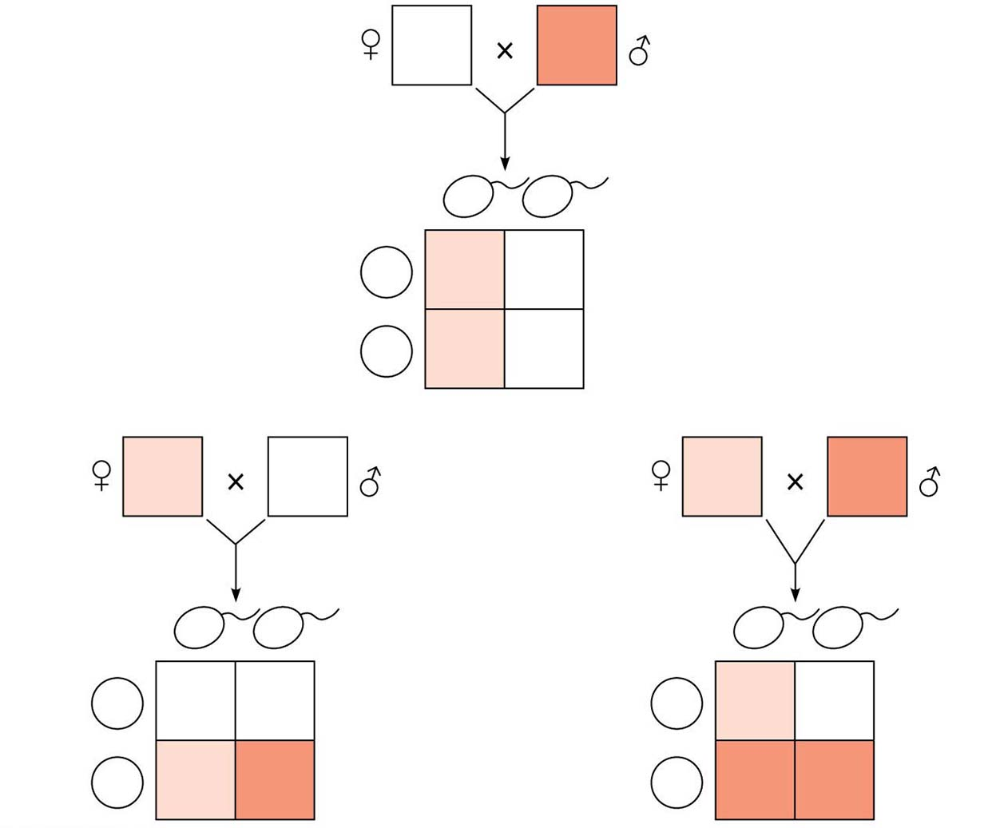 ♀ × ♂
♀ × ♂
♀ × ♂